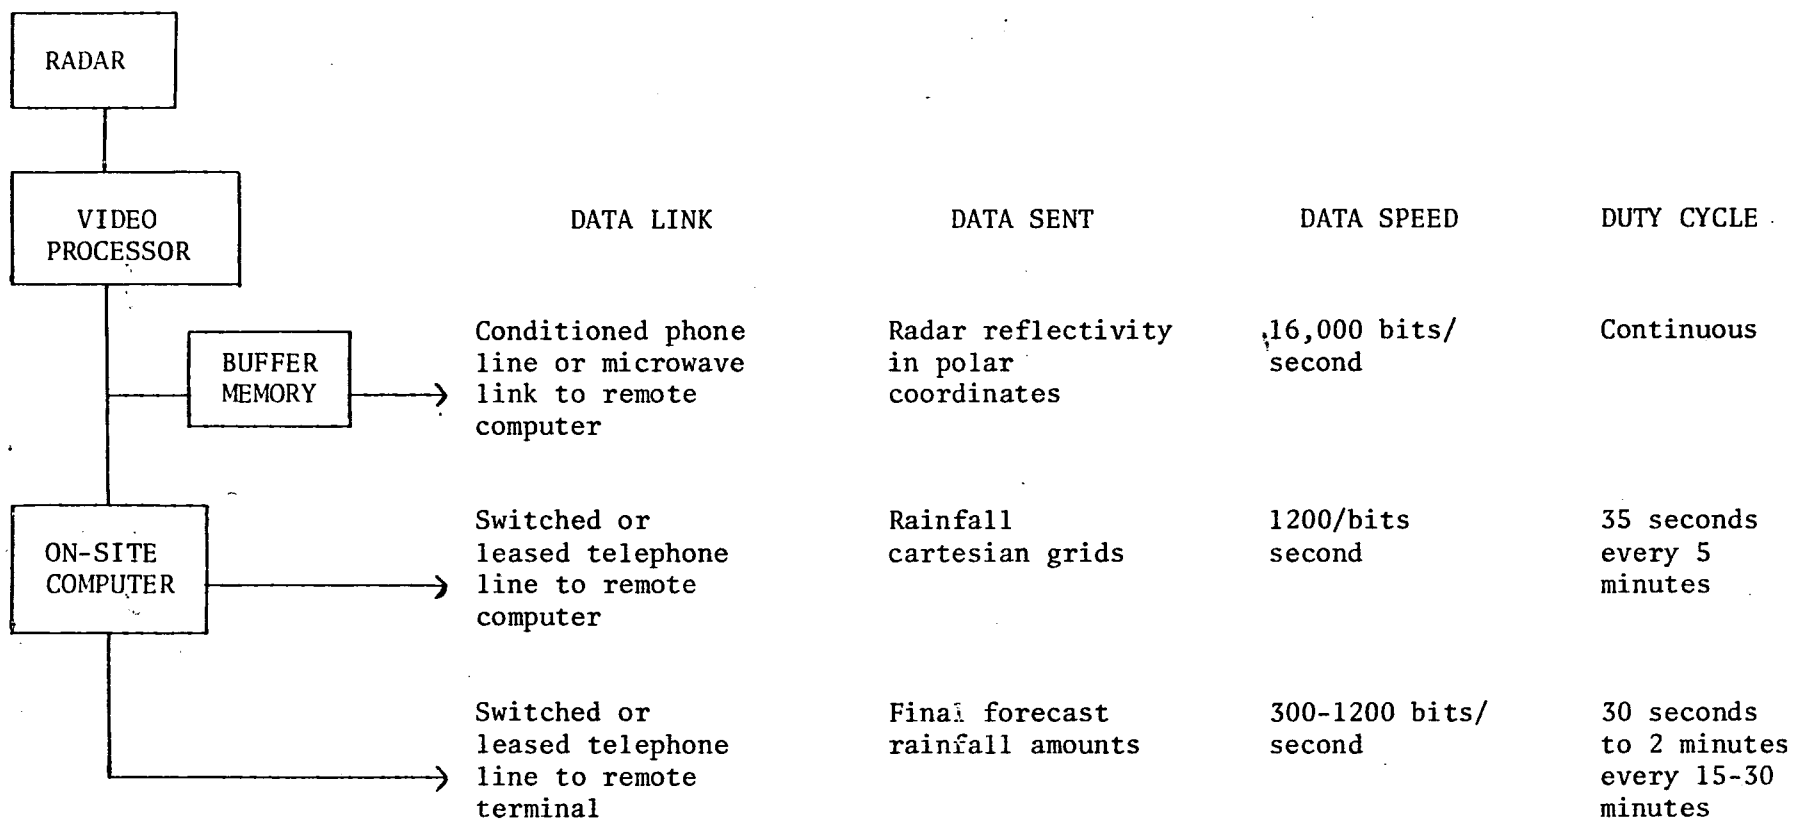 RADAR
VIDEO
PROCESSOR
DATA LINK
DATA SENT
DATA SPEED
DUTY CYCLE
BUFFER
MEMORY
Conditioned phone
line or microwave
link to remote
computer
Radar reflectivity
in polar
coordinates
16,000 bits/
second
Continuous
ON-SITE
COMPUTER
Switched or
leased telephone
line to remote
computer
Rainfall
cartesian grids
1200/bits
second
35 seconds
every 5
minutes
Switched or
leased telephone
line to remote
terminal
Final forecast
rainfall amounts
300-1200 bits/
second
30 seconds
to 2 minutes
every 15-30
minutes